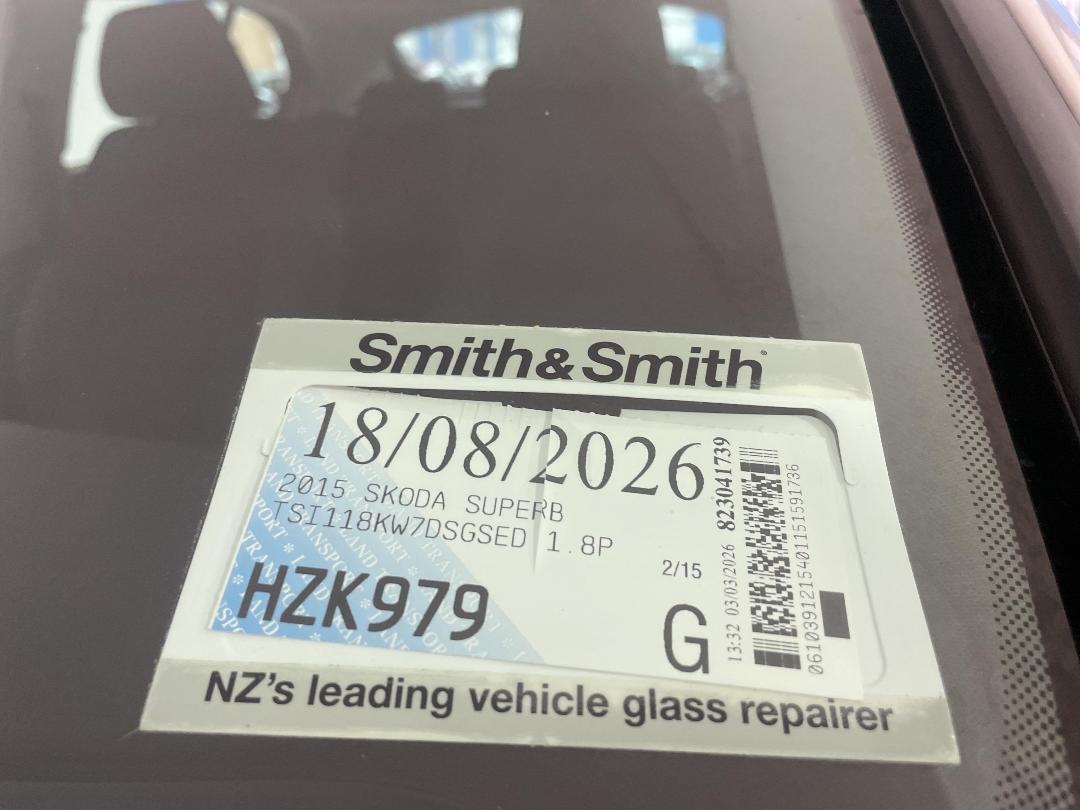 Smith&Smith®
18/08/2026
2015 SKODA SUPERB
TSI118KW7DSGSED 1.8P
2/15
HZK979
G
13:32 03/03/2026 823041739
0610391215401151591736
NZ's leading vehicle glass repairer